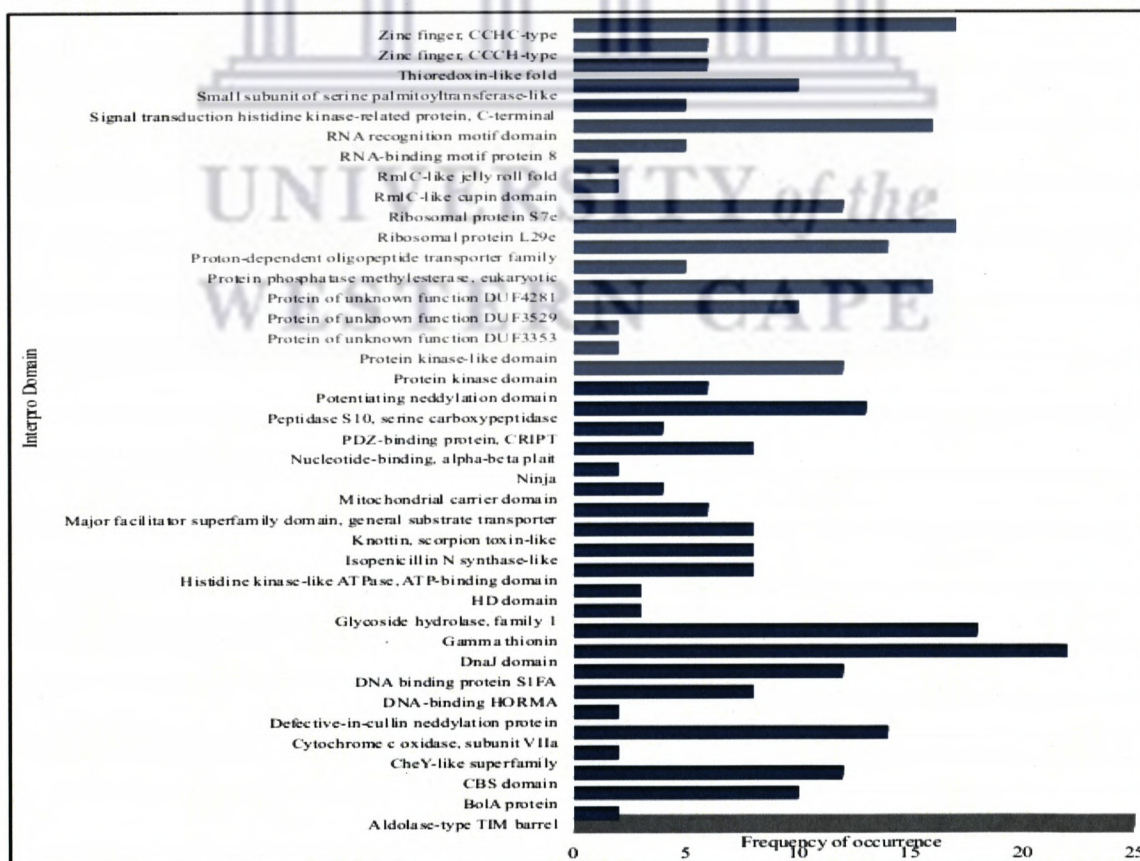 Zinc finger, CCHC-type
Zinc finger, CCCH-type
Thioredoxin-like fold
Small subunit of serine palmitoyltransferase-like
Signal transduction histidine kinase-related protein, C-terminal
RNA recognition motif domain
RNA-binding motif protein 8
RmlC-like jelly roll fold
RmlC-like cupin domain
Ribosomal protein S7e
Ribosomal protein L29e
Proton-dependent oligopeptide transporter family
Protein phosphatase methylesterase, eukaryotic
Protein of unknown function DUF4281
Protein of unknown function DUF3529
Protein of unknown function DUF3353
Protein kinase-like domain
Protein kinase domain
Potentiating neddylation domain
Peptidase S10, serine carboxypeptidase
PDZ-binding protein, CRIPT
Nucleotide-binding, alpha-beta plait
Ninja
Mitochondrial carrier domain
Major facilitator superfamily domain, general substrate transporter
Knottin, scorpion toxin-like
Isopenicillin N synthase-like
Histidine kinase-like ATPase, ATP-binding domain
HD domain
Glycoside hydrolase, family 1
Gamma thionin
DnaJ domain
DNA binding protein S1FA
DNA-binding HORMA
Defective-in-cullin neddylation protein
Cytochrome c oxidase, subunit VIIa
CheY-like superfamily
CBS domain
BolA protein
Aldolase-type TIM barrel
Interpro Domain
Frequency of occurrence
0 5 10 15 20 25
UNIVERSITY of the
WESTERN CAPE